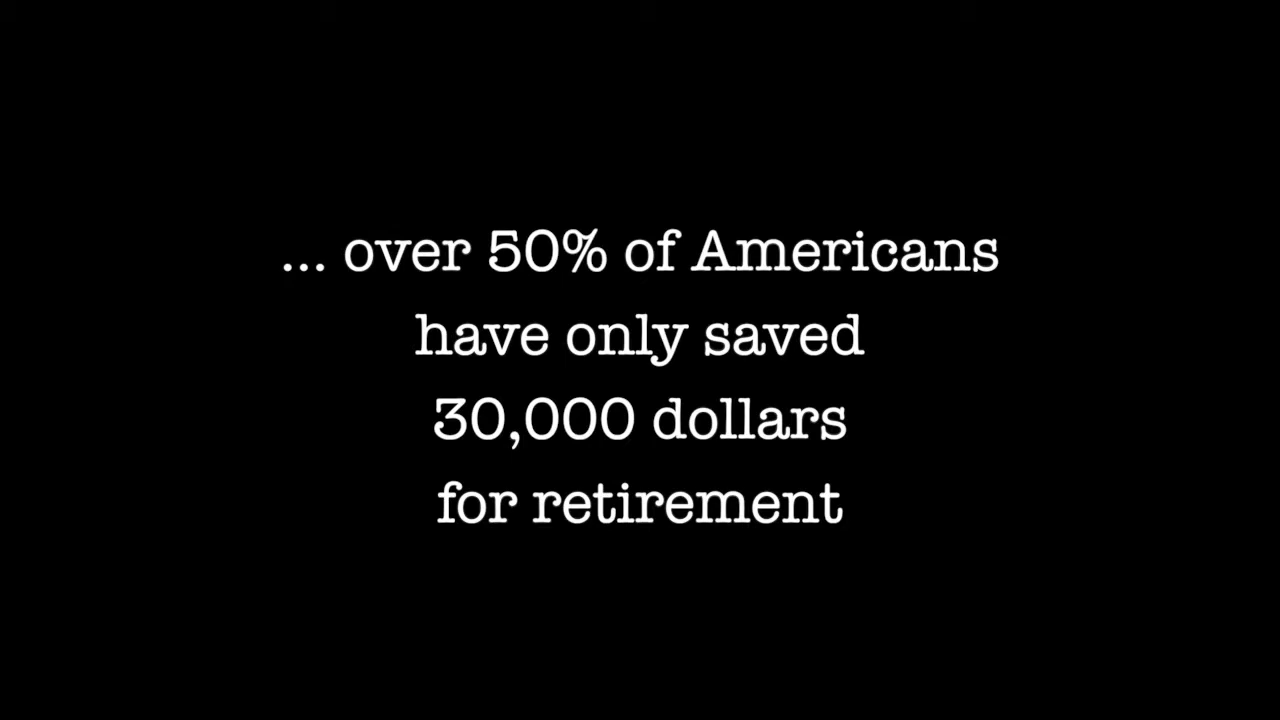 ... over 50% of Americans
have only saved
30,000 dollars
for retirement